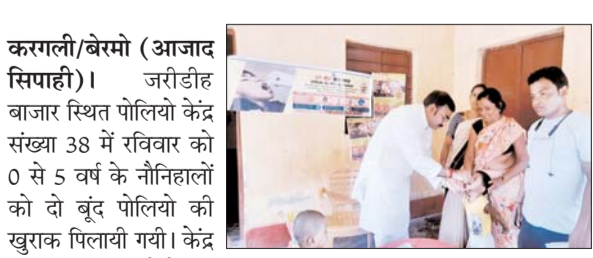 करगली/बेरमो (आजाद
सिपाही)। जरीडीह
बाजार स्थित पोलियो केंद्र
संख्या 38 में रविवार को
0 से 5 वर्ष के नौनिहालों
को दो बूंद पोलियो की
खुराक पिलायी गयी। केंद्र